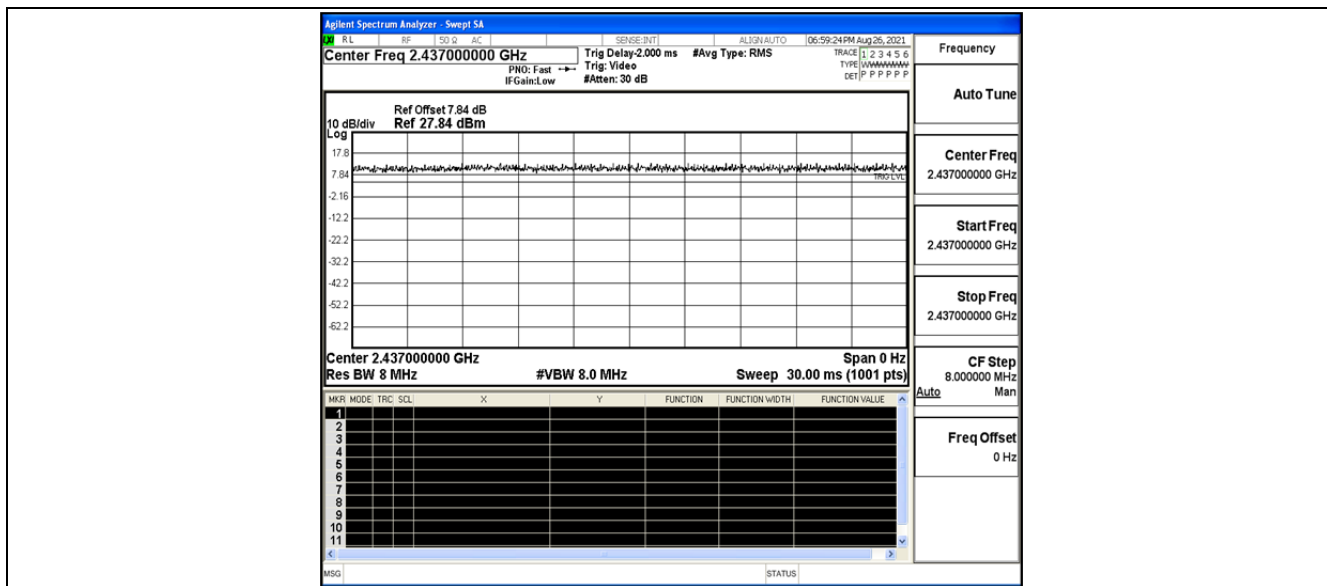 Agilent Spectrum Analyzer - Swept SA
RL RF 50 Ω AC SENSE:INT ALIGNAUTO 06:59:24 PM Aug 26, 2021
Center Freq 2.437000000 GHz
PNO: Fast
IFGain:Low
Trig Delay-2.000 ms
Trig: Video
#Atten: 30 dB
#Avg Type: RMS
TRACE 1 2 3 4 5 6
TYPE WWWWWW
DET P P P P P P
Ref Offset 7.84 dB
10 dB/div Ref 27.84 dBm
Log
17.8
7.84
TRIG LVL
-2.16
-12.2
-22.2
-32.2
-42.2
-52.2
-62.2
Center 2.437000000 GHz Span 0 Hz
Res BW 8 MHz #VBW 8.0 MHz Sweep 30.00 ms (1001 pts)
MKR MODE TRC SCL X Y FUNCTION FUNCTION WIDTH FUNCTION VALUE
1
2
3
4
5
6
7
8
9
10
11
MSG STATUS
Frequency
Auto Tune
Center Freq
2.437000000 GHz
Start Freq
2.437000000 GHz
Stop Freq
2.437000000 GHz
CF Step
8.000000 MHz
Auto Man
Freq Offset
0 Hz